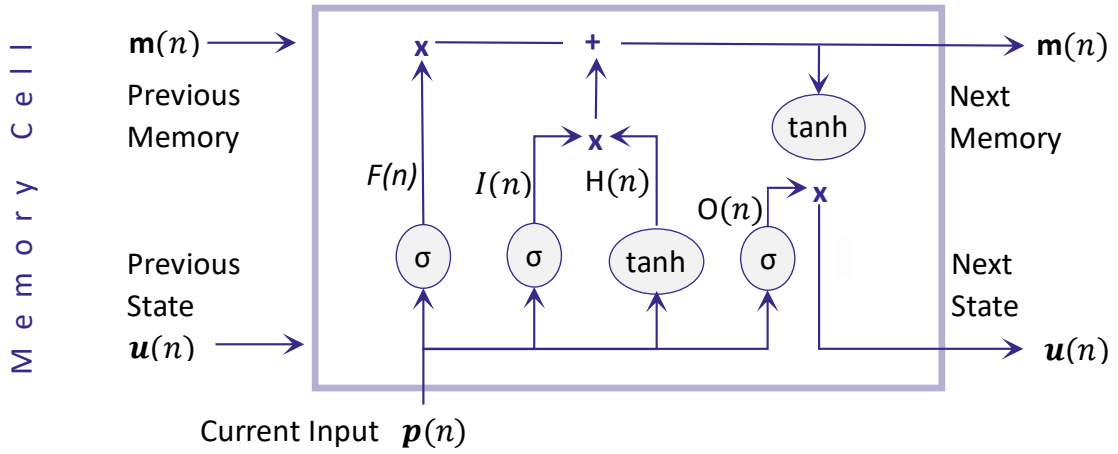 Memory Cell
m(n)
Previous
Memory
Previous
State
u(n)
Current Input p(n)
x
+
x
F(n)
I(n)
H(n)
O(n)
x
tanh
σ
σ
tanh
σ
m(n)
Next
Memory
Next
State
u(n)